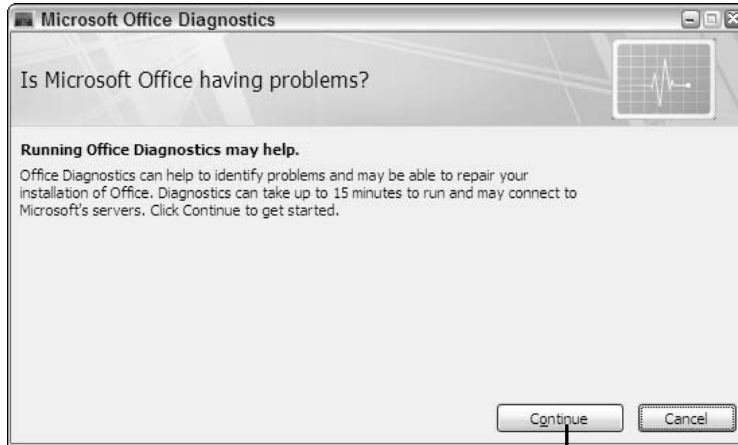 Microsoft Office Diagnostics
Is Microsoft Office having problems?
Running Office Diagnostics may help.
Office Diagnostics can help to identify problems and may be able to repair your
installation of Office. Diagnostics can take up to 15 minutes to run and may connect to
Microsoft's servers. Click Continue to get started.
Continue
Cancel